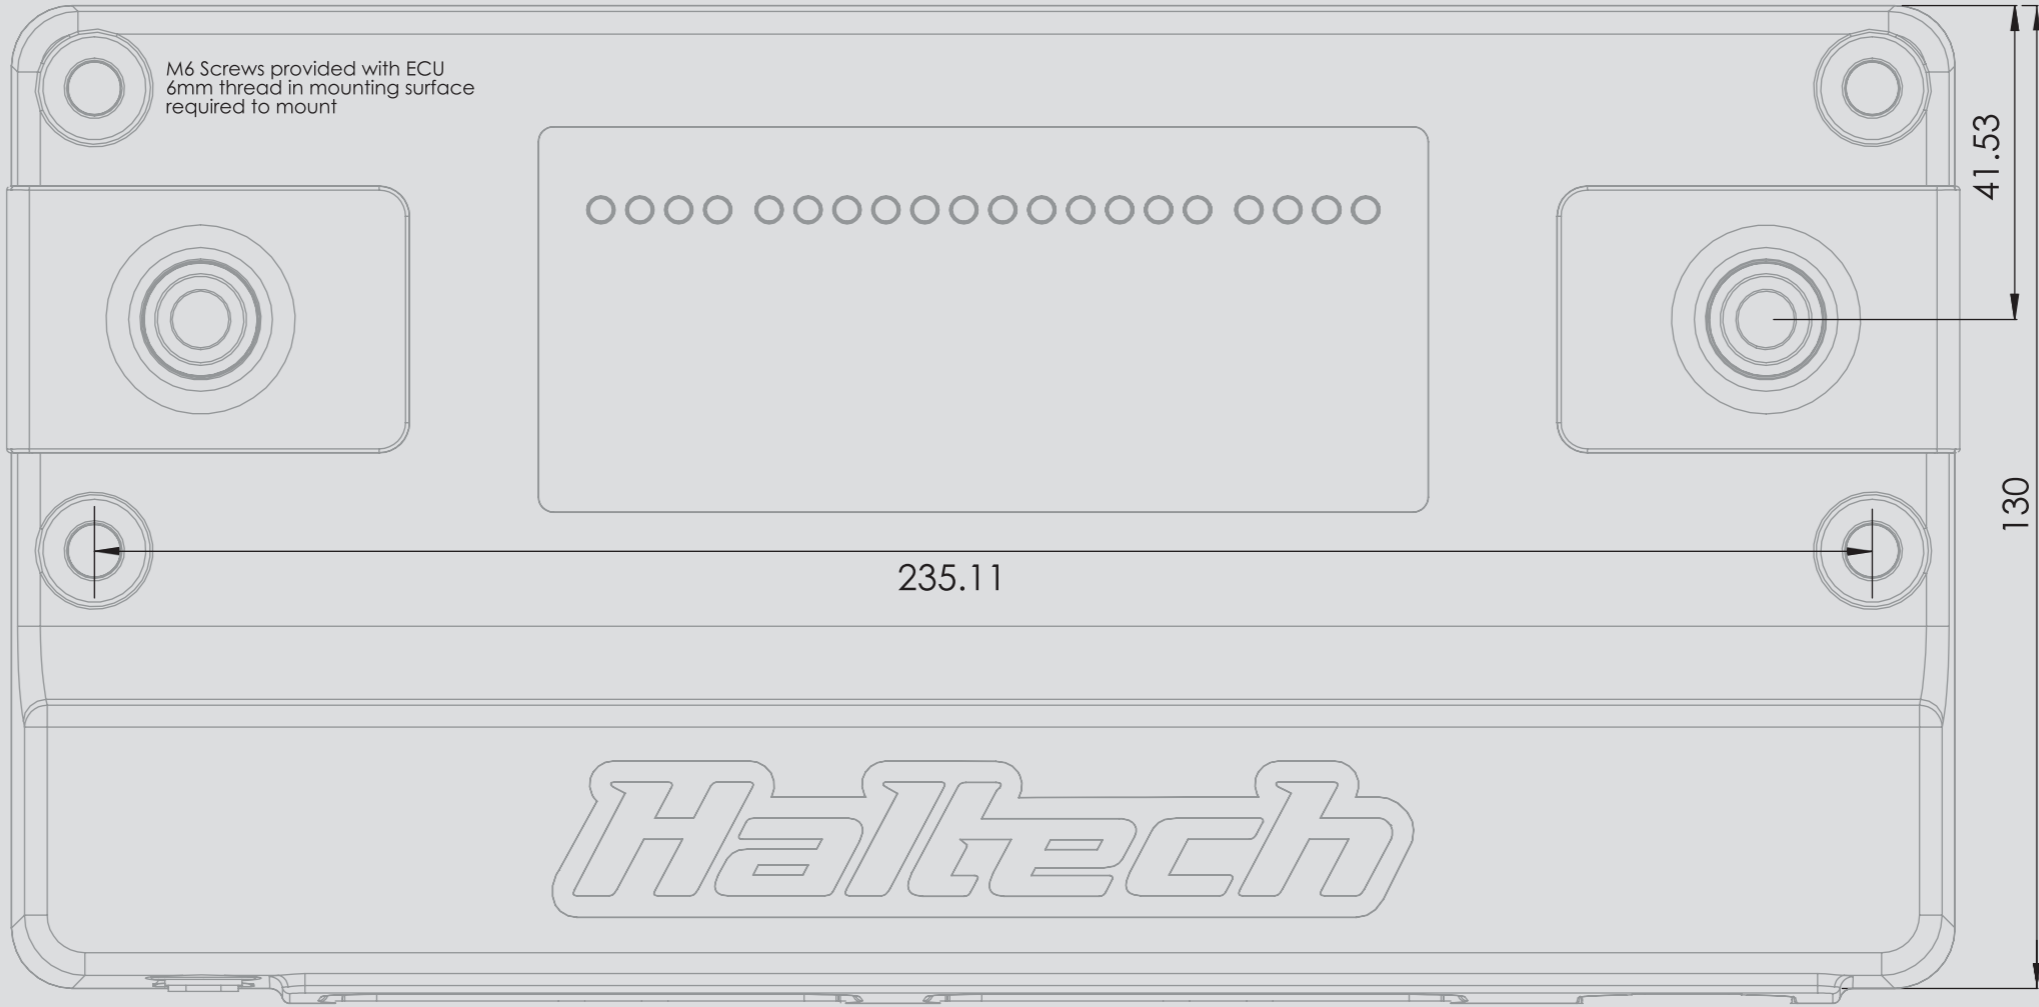 M6 Screws provided with ECU
6mm thread in mounting surface
required to mount
41.53
130
235.11
Haltech